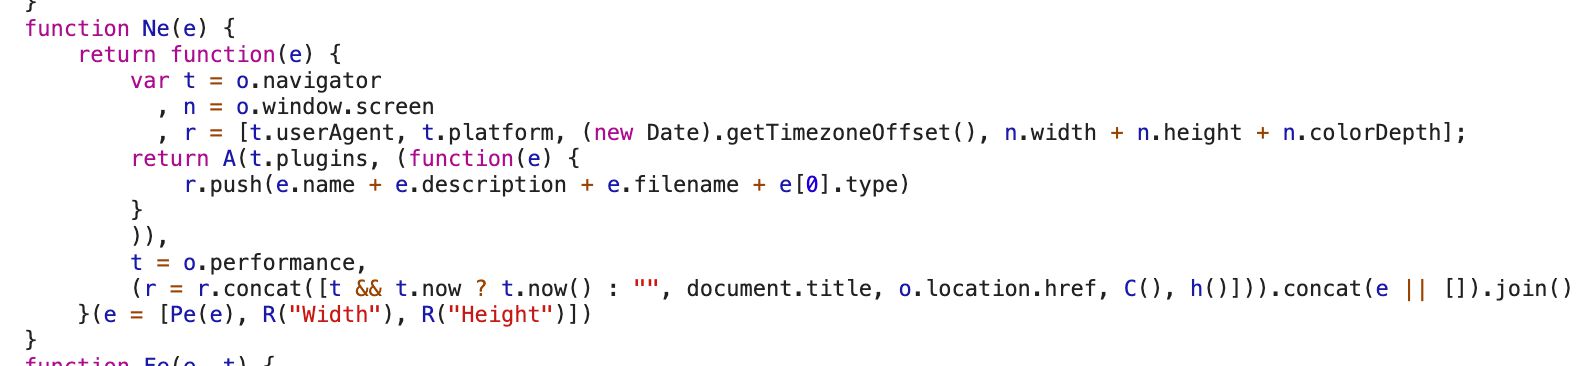 }
function Ne(e) {
    return function(e) {
        var t = o.navigator
          , n = o.window.screen
          , r = [t.userAgent, t.platform, (new Date).getTimezoneOffset(), n.width + n.height + n.colorDepth];
        return A(t.plugins, (function(e) {
            r.push(e.name + e.description + e.filename + e[0].type)
        }
        )),
        t = o.performance,
        (r = r.concat([t && t.now ? t.now() : "", document.title, o.location.href, C(), h()])).concat(e || []).join()
    }(e = [Pe(e), R("Width"), R("Height")])
}
function